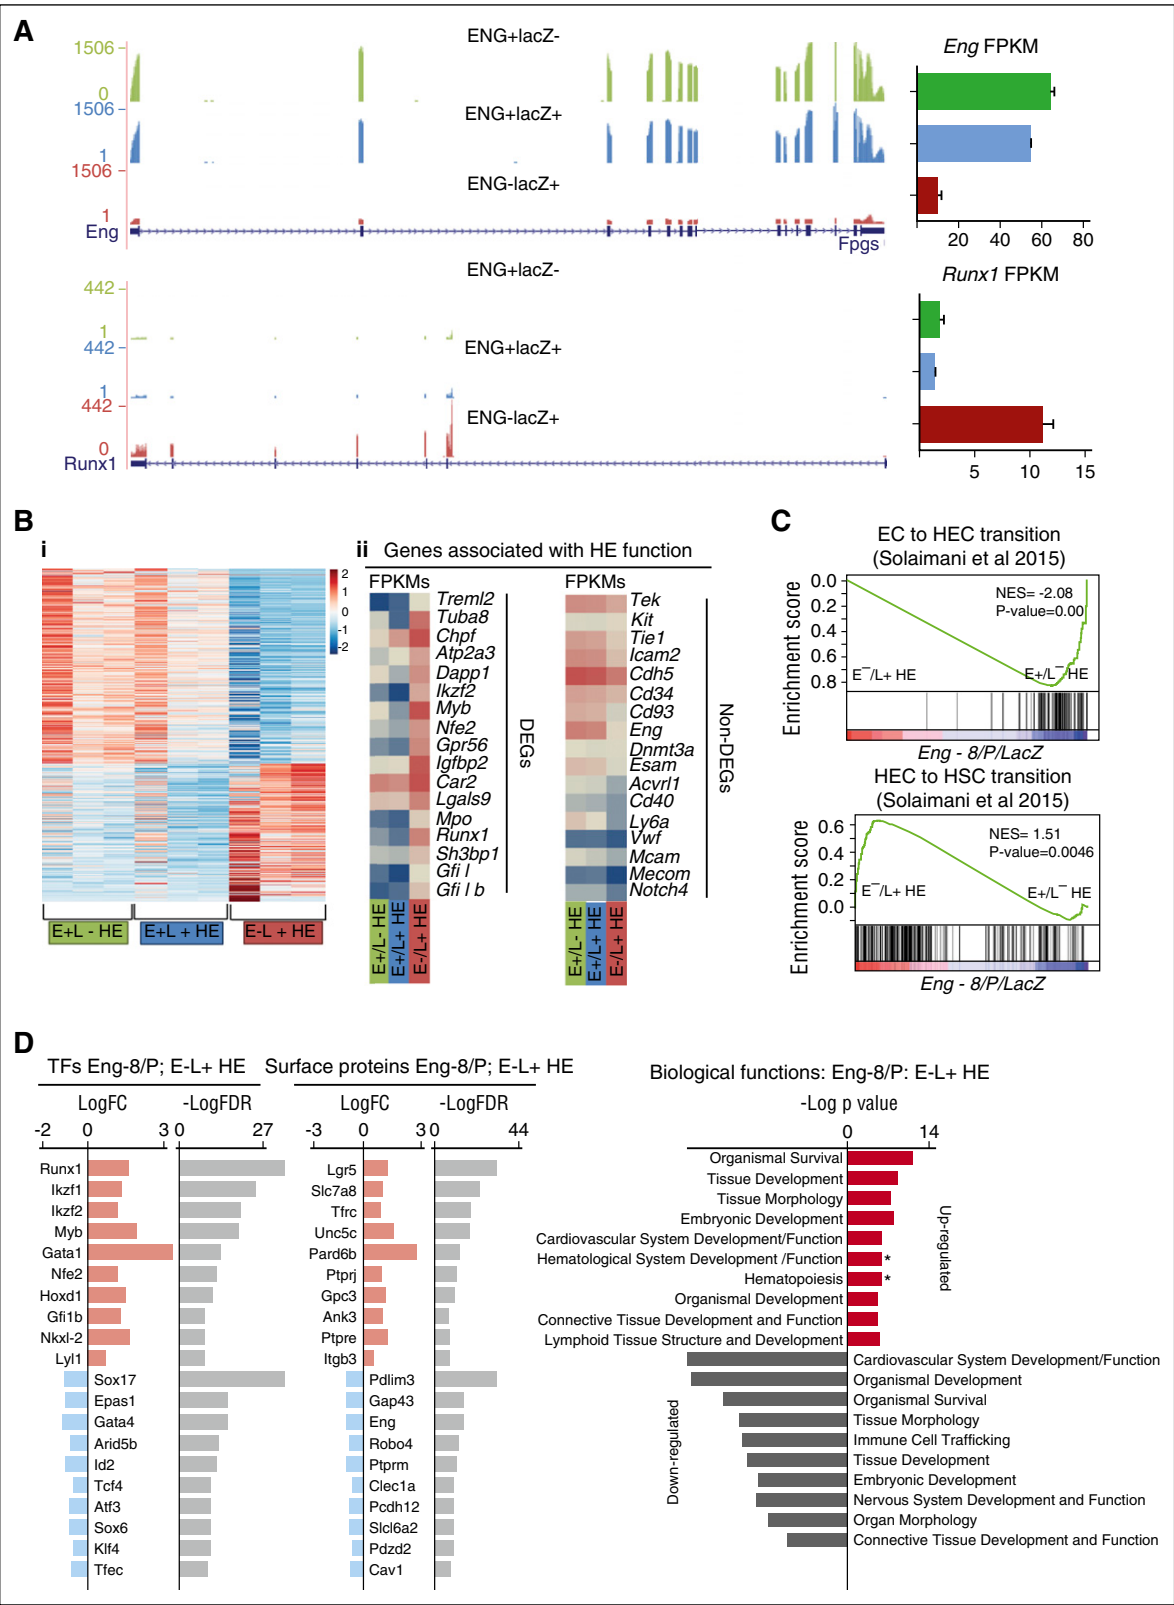 A
1506
0
1506
1
1506
1
Eng
ENG+lacZ-
ENG+lacZ+
ENG-lacZ+
Fpgs
Eng FPKM
20 40 60 80
442
1
442
1
442
0
Runx1
ENG+lacZ-
ENG+lacZ+
ENG-lacZ+
Runx1 FPKM
5 10 15
B
i
2
1
0
-1
-2
E+L - HE
E+L + HE
E-L + HE
ii Genes associated with HE function
FPKMs
Treml2
Tuba8
Chpf
Atp2a3
Dapp1
Ikzf2
Myb
Nfe2
Gpr56
Igfbp2
Car2
Lgals9
Mpo
Runx1
Sh3bp1
Gfi l
Gfi l b
DEGs
E+/L- HE
E+/L+ HE
E-/L+ HE
FPKMs
Tek
Kit
Tie1
Icam2
Cdh5
Cd34
Cd93
Eng
Dnmt3a
Esam
Acvrl1
Cd40
Ly6a
Vwf
Mcam
Mecom
Notch4
Non-DEGs
E+/L- HE
E+/L+ HE
E-/L+ HE
C
EC to HEC transition
(Solaimani et al 2015)
Enrichment score
0.0
0.2
0.4
0.6
0.8
NES= -2.08
P-value=0.00
E‾/L+ HE
E+/L‾ HE
Eng - 8/P/LacZ
HEC to HSC transition
(Solaimani et al 2015)
Enrichment score
0.6
0.4
0.2
0.0
NES= 1.51
P-value=0.0046
E‾/L+ HE
E+/L‾ HE
Eng - 8/P/LacZ
D
TFs Eng-8/P; E-L+ HE
LogFC -LogFDR
-2 0 3 0 27
Runx1
Ikzf1
Ikzf2
Myb
Gata1
Nfe2
Hoxd1
Gfi1b
Nkxl-2
Lyl1
Sox17
Epas1
Gata4
Arid5b
Id2
Tcf4
Atf3
Sox6
Klf4
Tfec
Surface proteins Eng-8/P; E-L+ HE
LogFC -LogFDR
-3 0 3 0 44
Lgr5
Slc7a8
Tfrc
Unc5c
Pard6b
Ptprj
Gpc3
Ank3
Ptpre
Itgb3
Pdlim3
Gap43
Eng
Robo4
Ptprm
Clec1a
Pcdh12
Slcl6a2
Pdzd2
Cav1
Biological functions: Eng-8/P: E-L+ HE
-Log p value
0 14
Organismal Survival
Tissue Development
Tissue Morphology
Embryonic Development
Cardiovascular System Development /Function
Hematological System Development /Function *
Hematopoiesis *
Organismal Development
Connective Tissue Development and Function
Lymphoid Tissue Structure and Development
Up-regulated
Cardiovascular System Development/Function
Organismal Development
Organismal Survival
Tissue Morphology
Immune Cell Trafficking
Tissue Development
Embryonic Development
Nervous System Development and Function
Organ Morphology
Connective Tissue Development and Function
Down-regulated